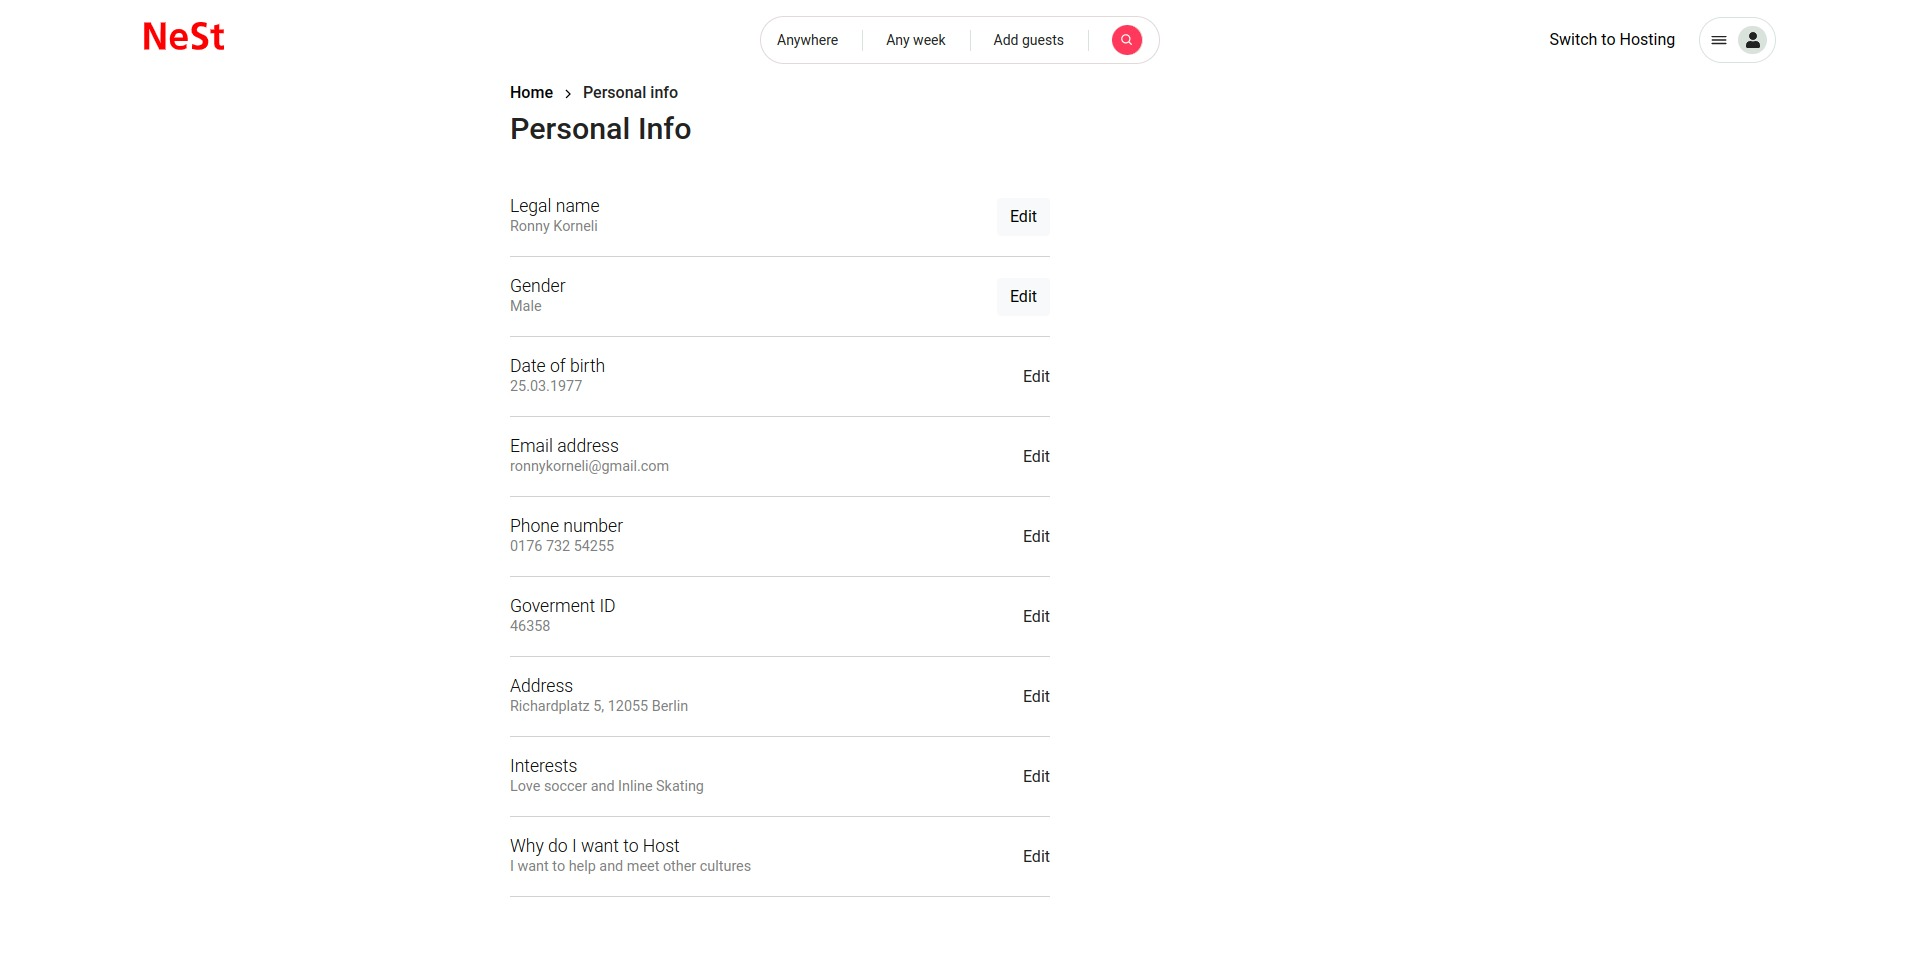 NeSt
Anywhere
Any week
Add guests
Switch to Hosting
Home > Personal info
Personal Info
Legal name
Ronny Korneli
Edit
Gender
Male
Edit
Date of birth
25.03.1977
Edit
Email address
ronnykorneli@gmail.com
Edit
Phone number
0176 732 54255
Edit
Goverment ID
46358
Edit
Address
Richardplatz 5, 12055 Berlin
Edit
Interests
Love soccer and Inline Skating
Edit
Why do I want to Host
I want to help and meet other cultures
Edit